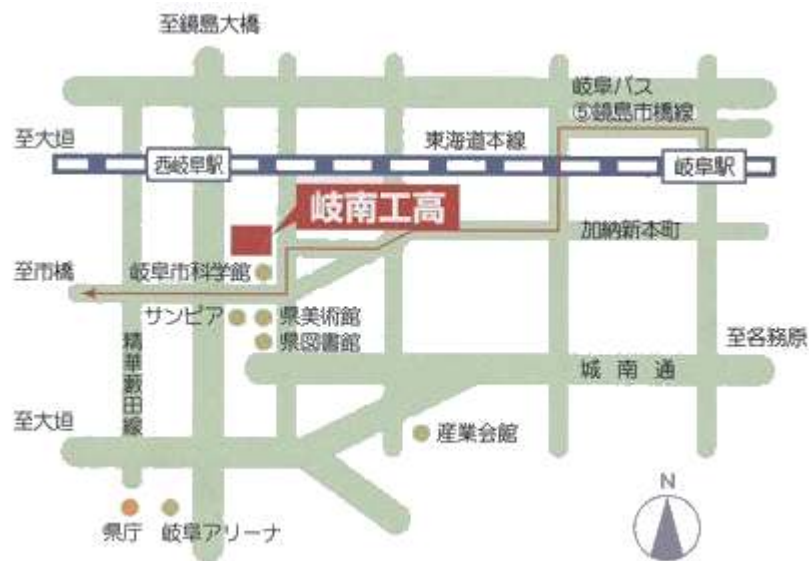 至鏡島大橋
岐阜バス
⑤鏡島市橋線
至大垣
東海道本線
西岐阜駅
岐阜駅
岐南工高
加納新本町
岐阜市科学館
至市橋
サンピア
県美術館
県図書館
至各務原
精華藪田線
城南通
至大垣
産業会館
N
県庁
岐阜アリーナ